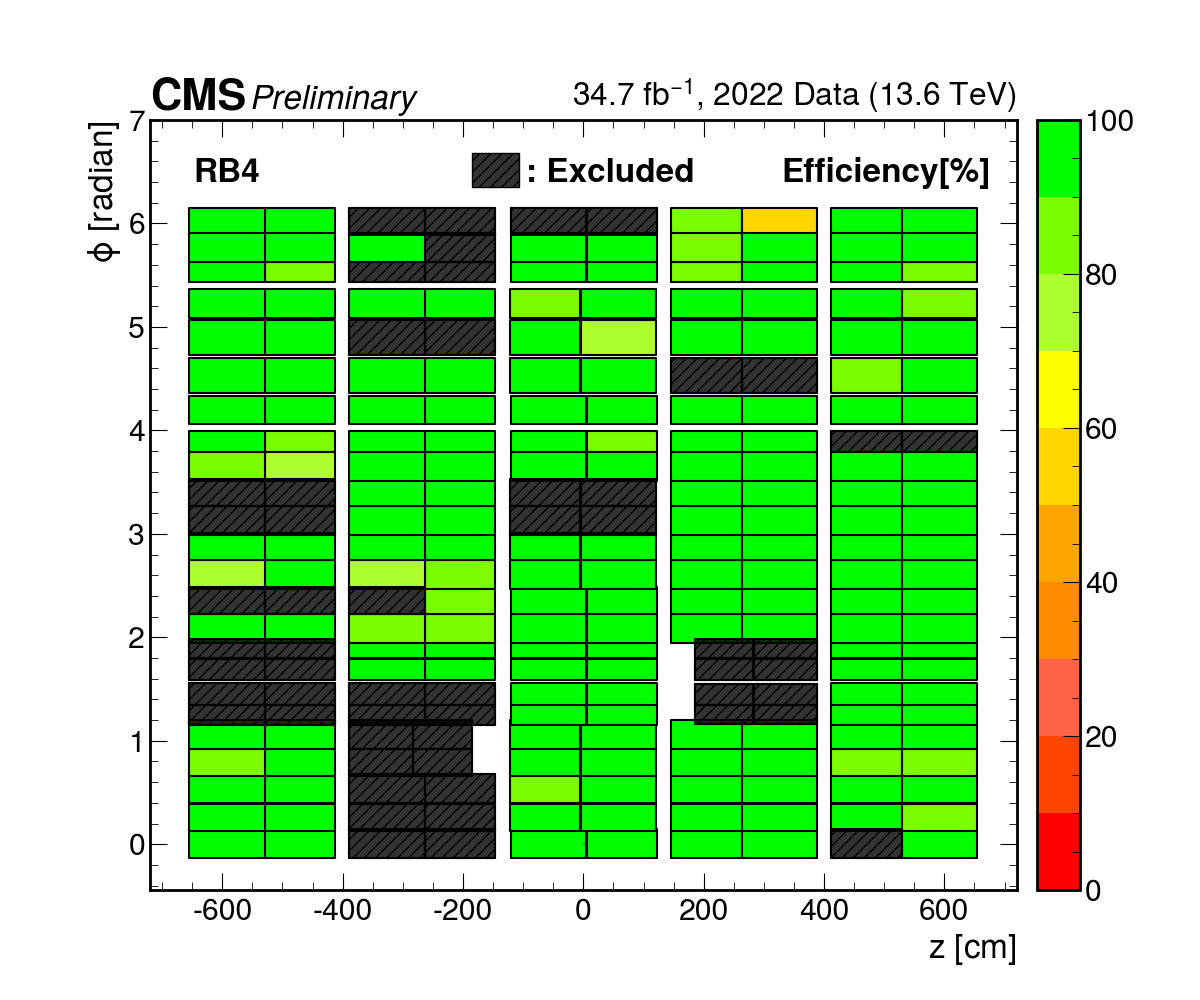 CMS Preliminary 34.7 fb⁻¹, 2022 Data (13.6 TeV)
RB4 : Excluded Efficiency[%]
ϕ [radian]
7
6
5
4
3
2
1
0
-600 -400 -200 0 200 400 600
z [cm]
100
80
60
40
20
0